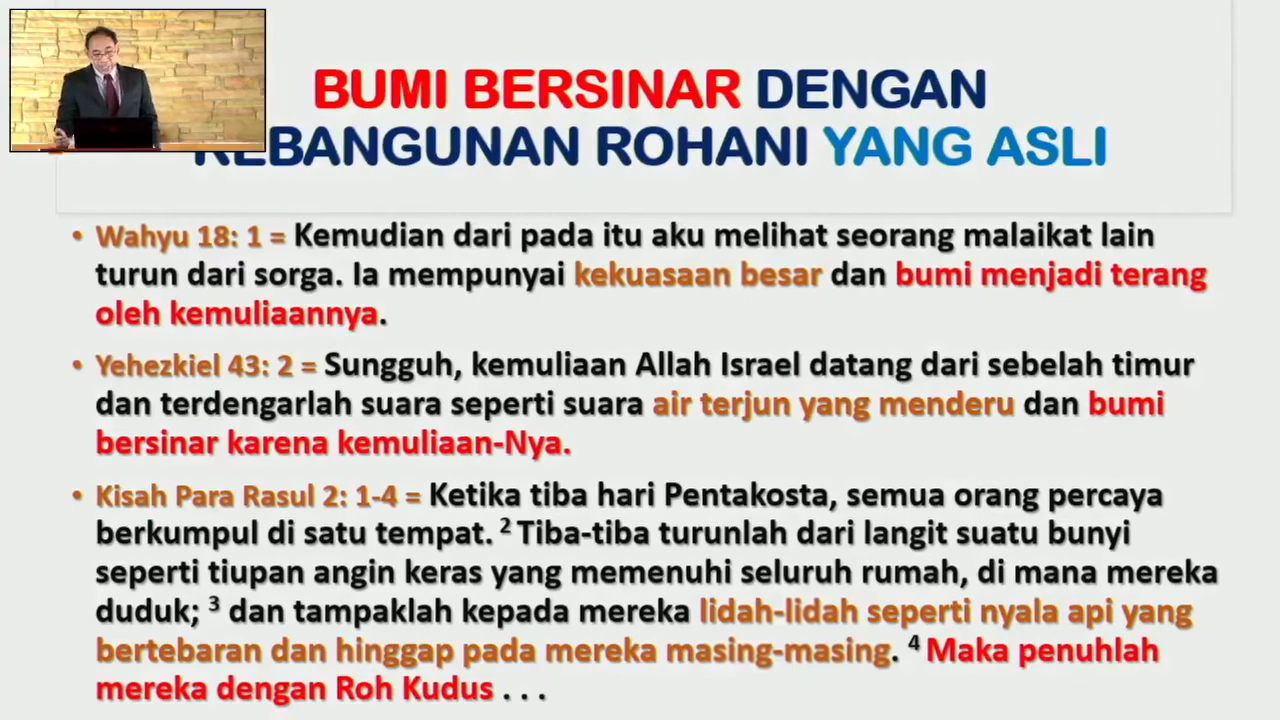 BUMI BERSINAR DENGAN
KEBANGUNAN ROHANI YANG ASLI
• Wahyu 18: 1 = Kemudian dari pada itu aku melihat seorang malaikat lain
turun dari sorga. Ia mempunyai kekuasaan besar dan bumi menjadi terang
oleh kemuliaannya.
• Yehezkiel 43: 2 = Sungguh, kemuliaan Allah Israel datang dari sebelah timur
dan terdengarlah suara seperti suara air terjun yang menderu dan bumi
bersinar karena kemuliaan-Nya.
• Kisah Para Rasul 2: 1-4 = Ketika tiba hari Pentakosta, semua orang percaya
berkumpul di satu tempat. ² Tiba-tiba turunlah dari langit suatu bunyi
seperti tiupan angin keras yang memenuhi seluruh rumah, di mana mereka
duduk; ³ dan tampaklah kepada mereka lidah-lidah seperti nyala api yang
bertebaran dan hinggap pada mereka masing-masing. ⁴ Maka penuhlah
mereka dengan Roh Kudus . . .